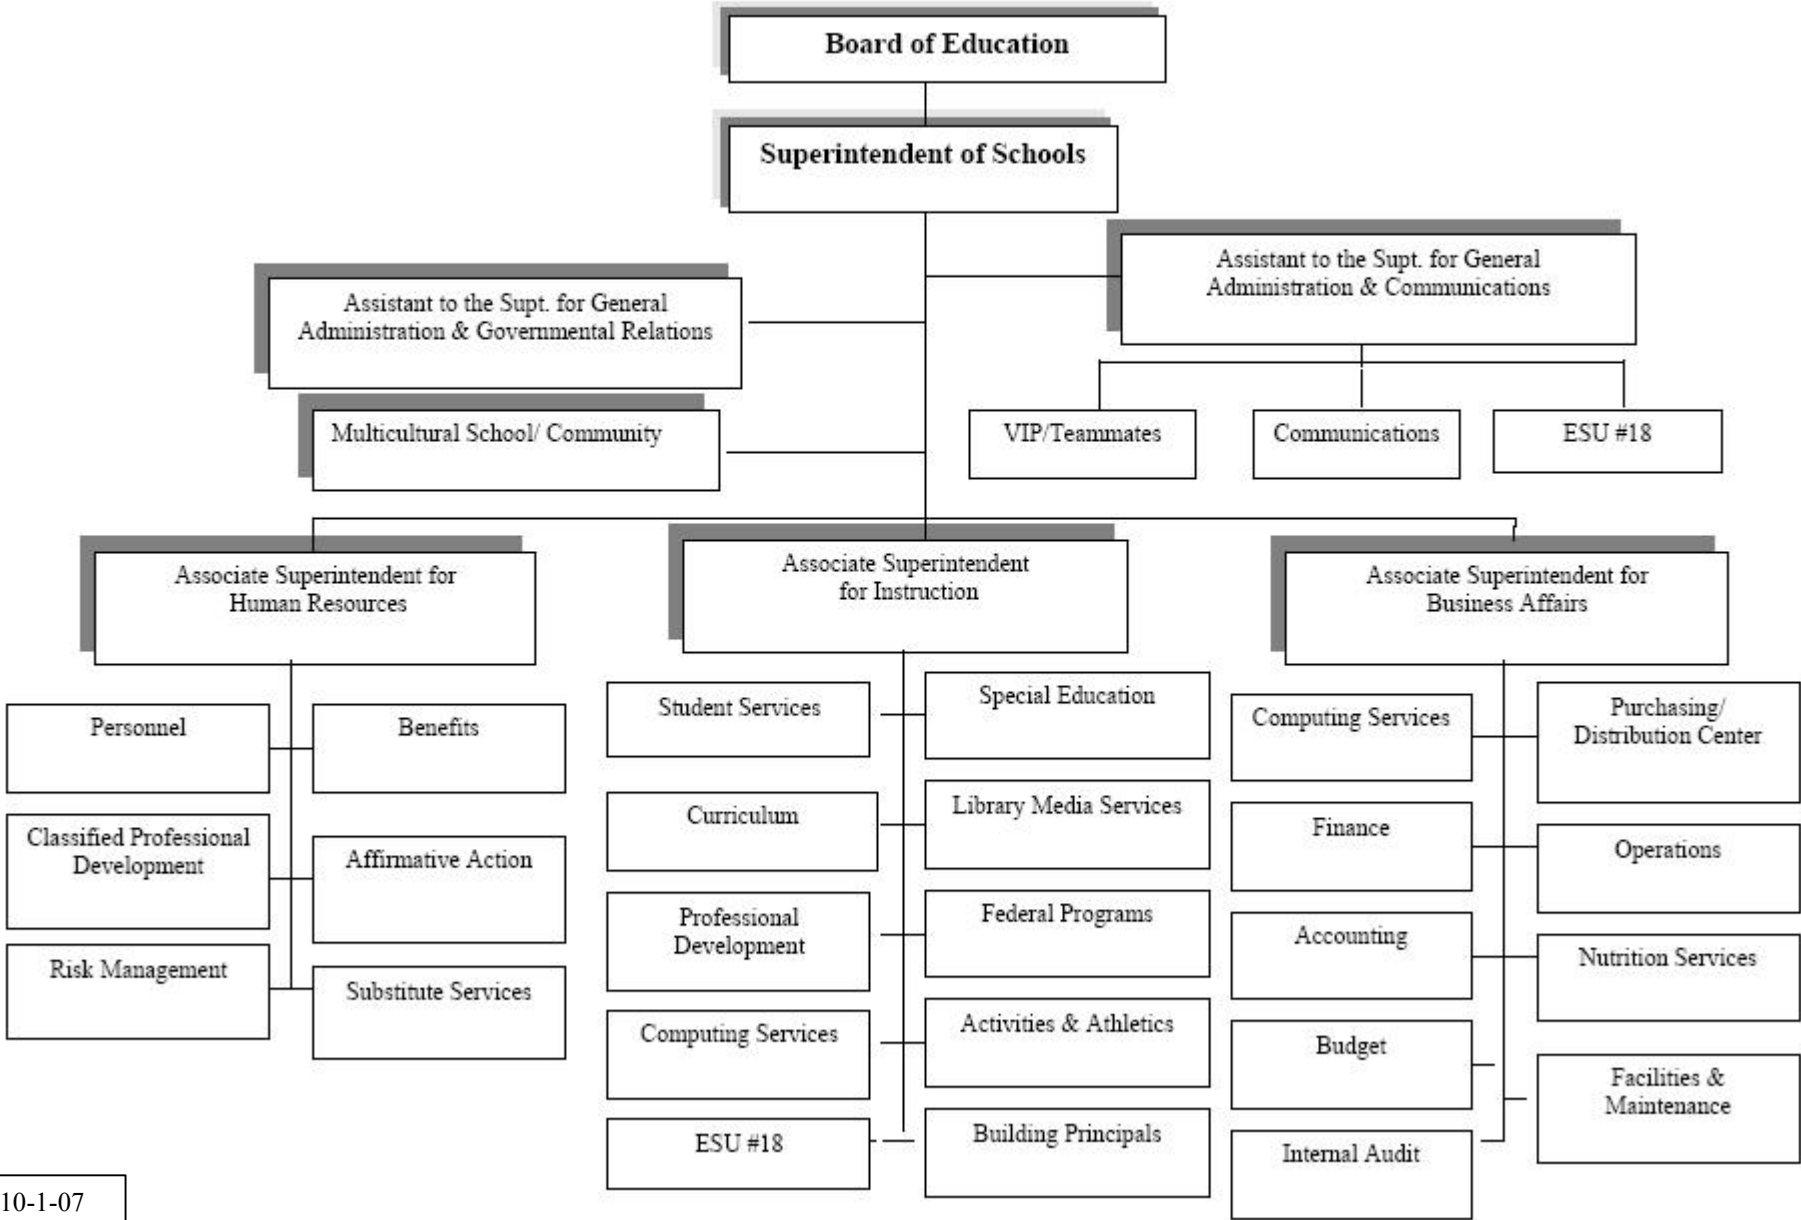 Board of Education
Superintendent of Schools
Assistant to the Supt. for General
Administration & Communications
Assistant to the Supt. for General
Administration & Governmental Relations
Multicultural School/ Community
VIP/Teammates
Communications
ESU #18
Associate Superintendent for
Human Resources
Associate Superintendent
for Instruction
Associate Superintendent for
Business Affairs
Personnel
Benefits
Classified Professional
Development
Affirmative Action
Risk Management
Substitute Services
Student Services
Special Education
Curriculum
Library Media Services
Professional
Development
Federal Programs
Computing Services
Activities & Athletics
ESU #18
Building Principals
Computing Services
Purchasing/
Distribution Center
Finance
Operations
Accounting
Nutrition Services
Budget
Facilities &
Maintenance
Internal Audit
10-1-07